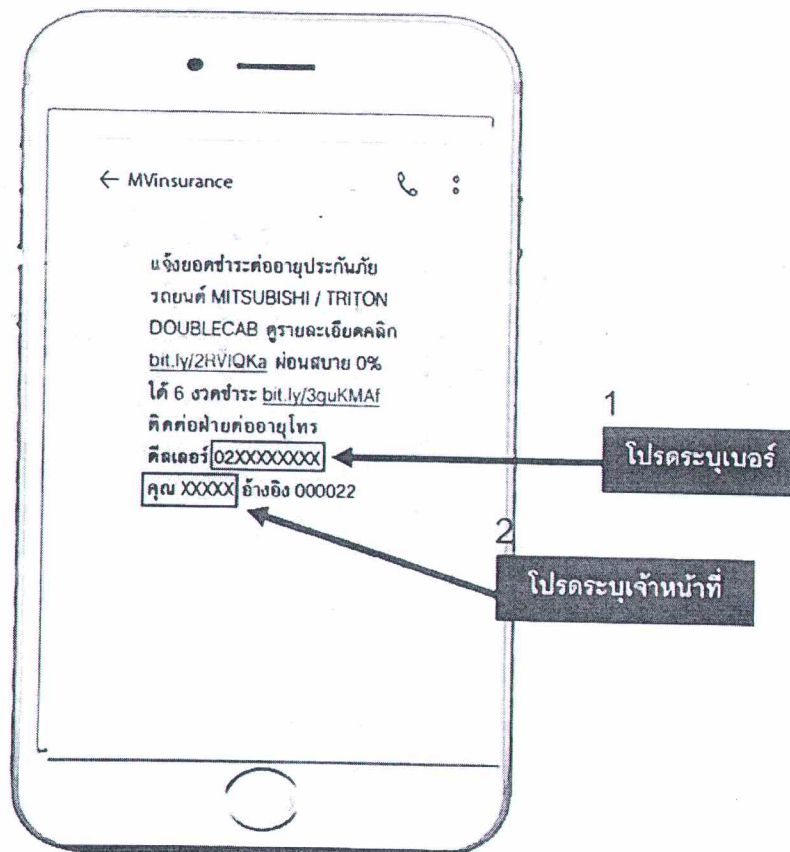 ← MVinsurance
แจ้งยอดชำระต่ออายุประกันภัย
รถยนต์ MITSUBISHI / TRITON
DOUBLECAB ดูรายละเอียดคลิก
bit.ly/2RVIQKa ผ่อนสบาย 0%
ได้ 6 งวดชำระ bit.ly/3guKMAf
ติดต่อฝ่ายต่ออายุโทร
ดีลเลอร์ 02XXXXXXXX
คุณ XXXXX อ้างอิง 000022
1
โปรดระบุเบอร์
2
โปรดระบุเจ้าหน้าที่